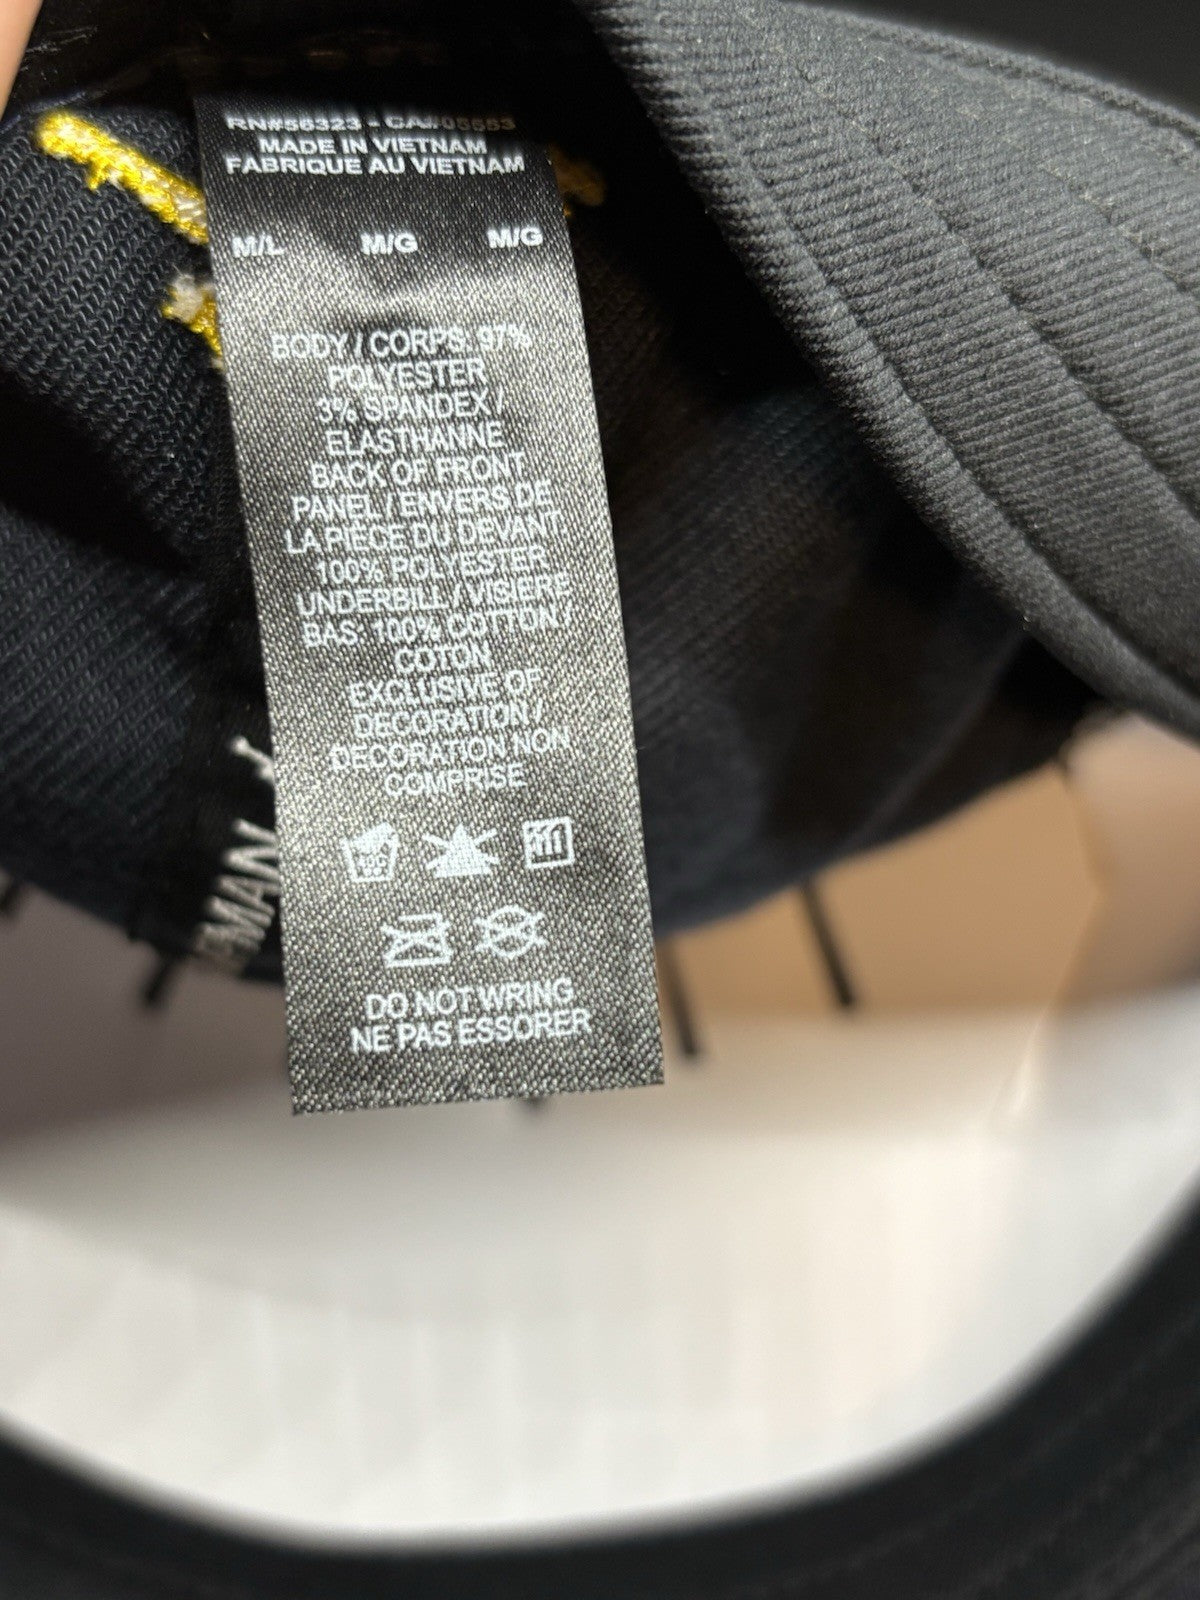 RN#56323 - CA#05553
MADE IN VIETNAM
FABRIQUE AU VIETNAM
M/L M/G M/G
BODY / CORPS: 97%
POLYESTER
3% SPANDEX /
ELASTHANNE
BACK OF FRONT
PANEL / ENVERS DE
LA PIÈCE DU DEVANT
100% POLYESTER
UNDERBILL / VISIÈRE
BAS: 100% COTTON /
COTON
EXCLUSIVE OF
DECORATION /
DÉCORATION NON
COMPRISE
DO NOT WRING
NE PAS ESSORER